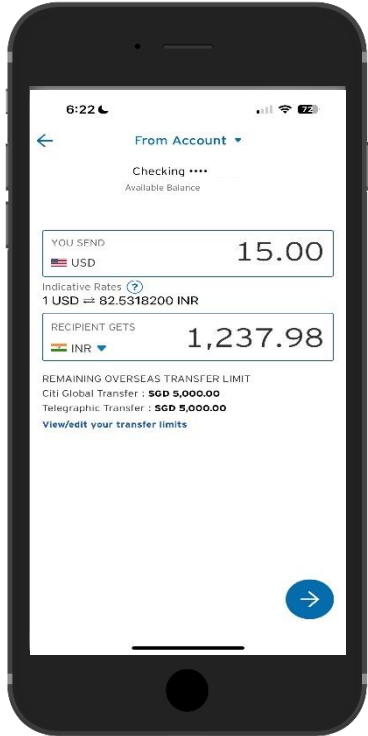 6:22
72
From Account
Checking ••••
Available Balance
YOU SEND
USD
15.00
Indicative Rates ?
1 USD ⇌ 82.5318200 INR
RECIPIENT GETS
INR
1,237.98
REMAINING OVERSEAS TRANSFER LIMIT
Citi Global Transfer : SGD 5,000.00
Telegraphic Transfer : SGD 5,000.00
View/edit your transfer limits